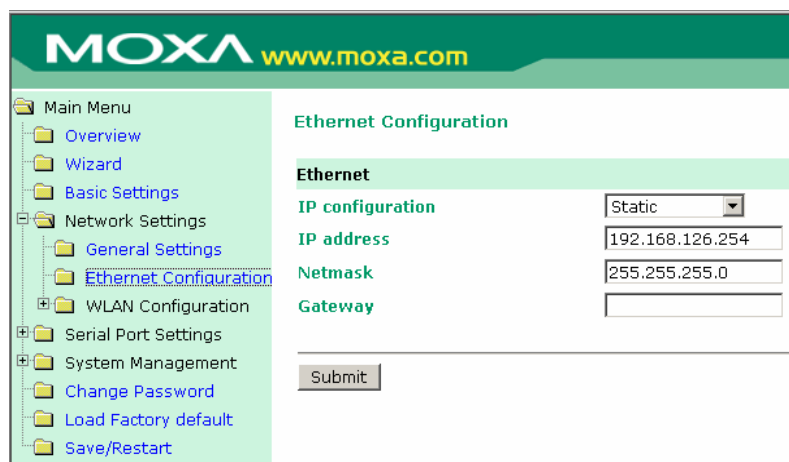 MOXA www.moxa.com
Main Menu
Overview
Wizard
Basic Settings
Network Settings
General Settings
Ethernet Configuration
WLAN Configuration
Serial Port Settings
System Management
Change Password
Load Factory default
Save/Restart
Ethernet Configuration
Ethernet
IP configuration Static
IP address 192.168.126.254
Netmask 255.255.255.0
Gateway
Submit